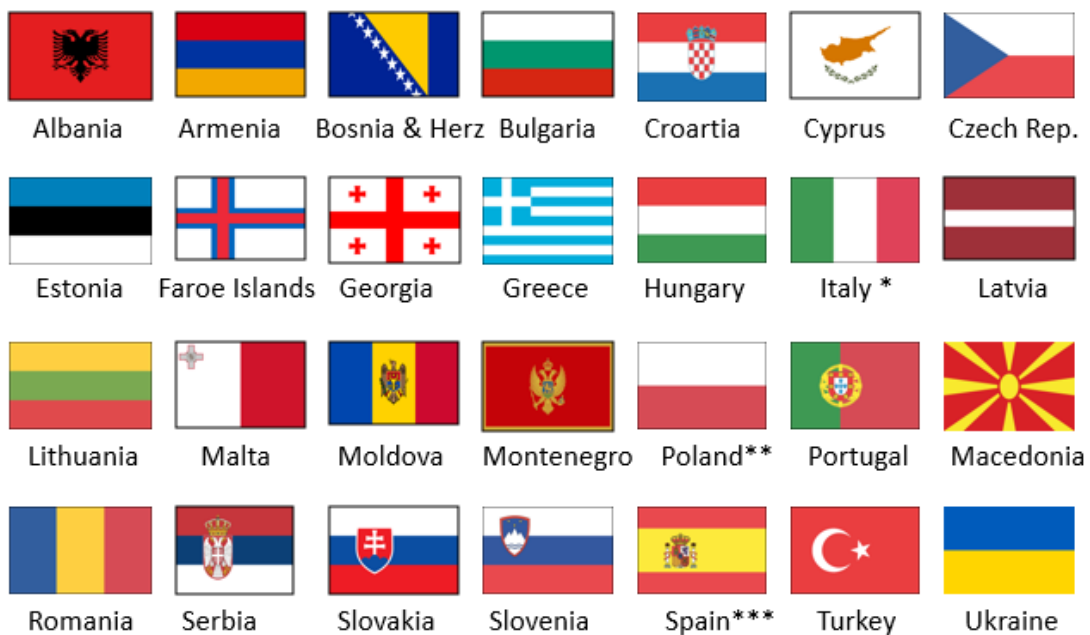 Albania Armenia Bosnia & Herz Bulgaria Croartia Cyprus Czech Rep.
Estonia Faroe Islands Georgia Greece Hungary Italy * Latvia
Lithuania Malta Moldova Montenegro Poland** Portugal Macedonia
Romania Serbia Slovakia Slovenia Spain*** Turkey Ukraine